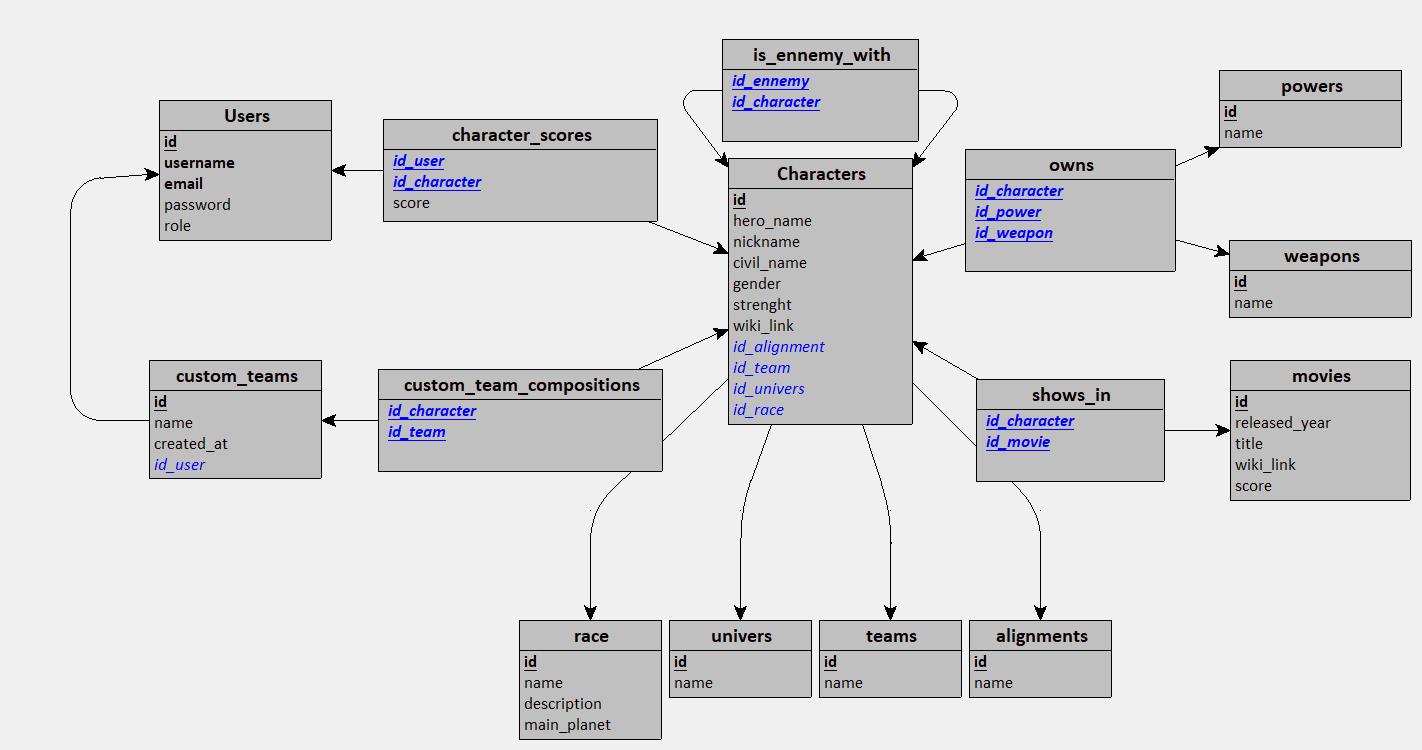 is_ennemy_with
id_ennemy
id_character
powers
id
name
Users
id
username
email
password
role
character_scores
id_user
id_character
score
Characters
id
hero_name
nickname
civil_name
gender
strenght
wiki_link
id_alignment
id_team
id_univers
id_race
owns
id_character
id_power
id_weapon
weapons
id
name
custom_teams
id
name
created_at
id_user
custom_team_compositions
id_character
id_team
shows_in
id_character
id_movie
movies
id
released_year
title
wiki_link
score
race
id
name
description
main_planet
univers
id
name
teams
id
name
alignments
id
name